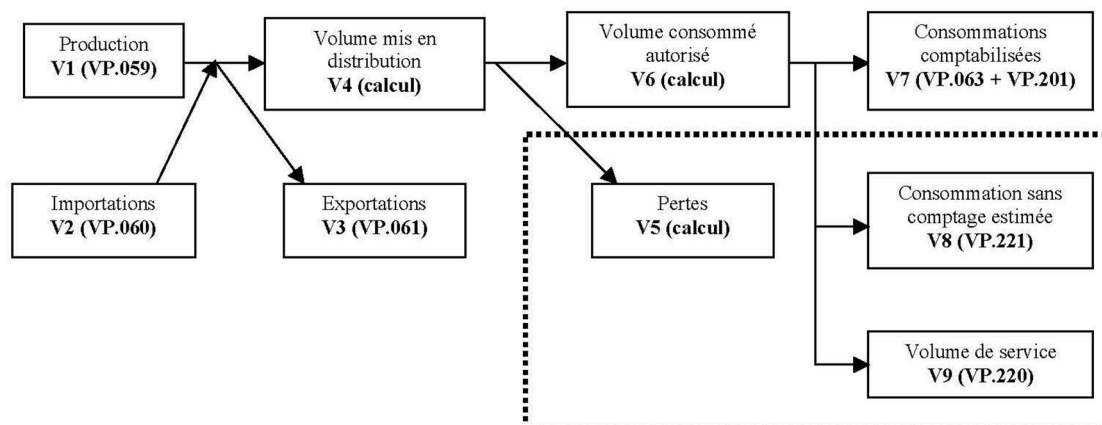 Production
V1 (VP.059)
Volume mis en
distribution
V4 (calcul)
Volume consommé
autorisé
V6 (calcul)
Consommations
comptabilisées
V7 (VP.063 + VP.201)
Importations
V2 (VP.060)
Exportations
V3 (VP.061)
Pertes
V5 (calcul)
Consommation sans
comptage estimée
V8 (VP.221)
Volume de service
V9 (VP.220)